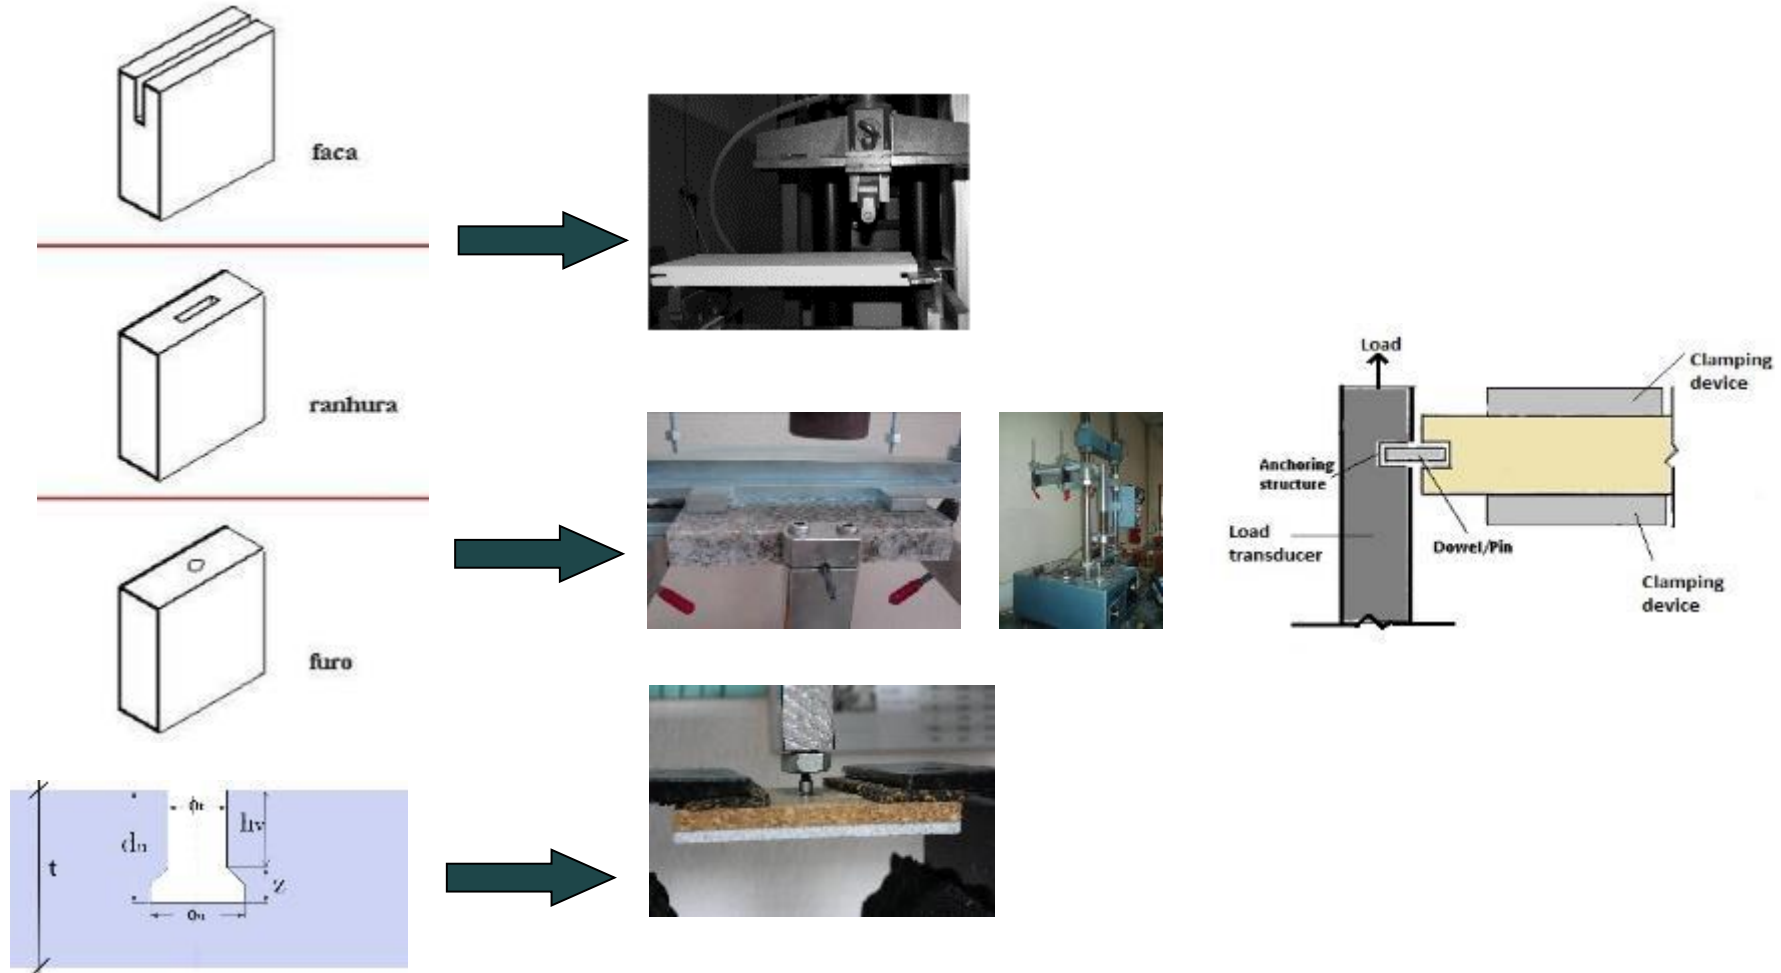 faca
ranhura
furo
t
hv
Z
Load
Clamping
device
Anchoring
structure
Load
transducer
Dowel/Pin
Clamping
device